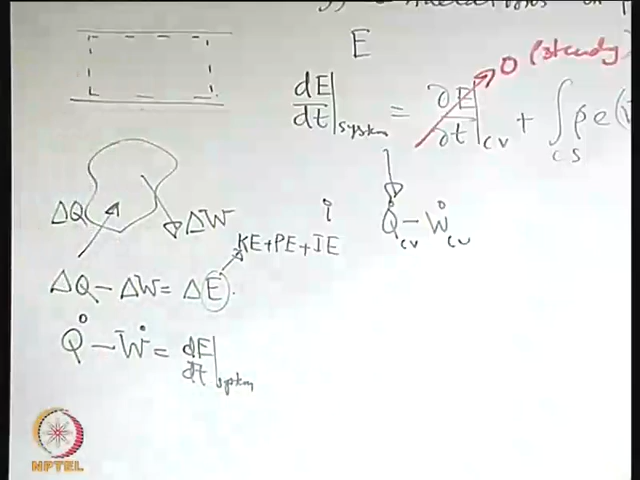 E
dE/dt|system = ∂E/∂t|CV + ∫CS ρe(
0 (steady
ΔQ
ΔW
i
Q̇CV − ẆCV
KE+PE+IE
ΔQ − ΔW = ΔE.
Q̇ − Ẇ = dE/dt|system
NPTEL